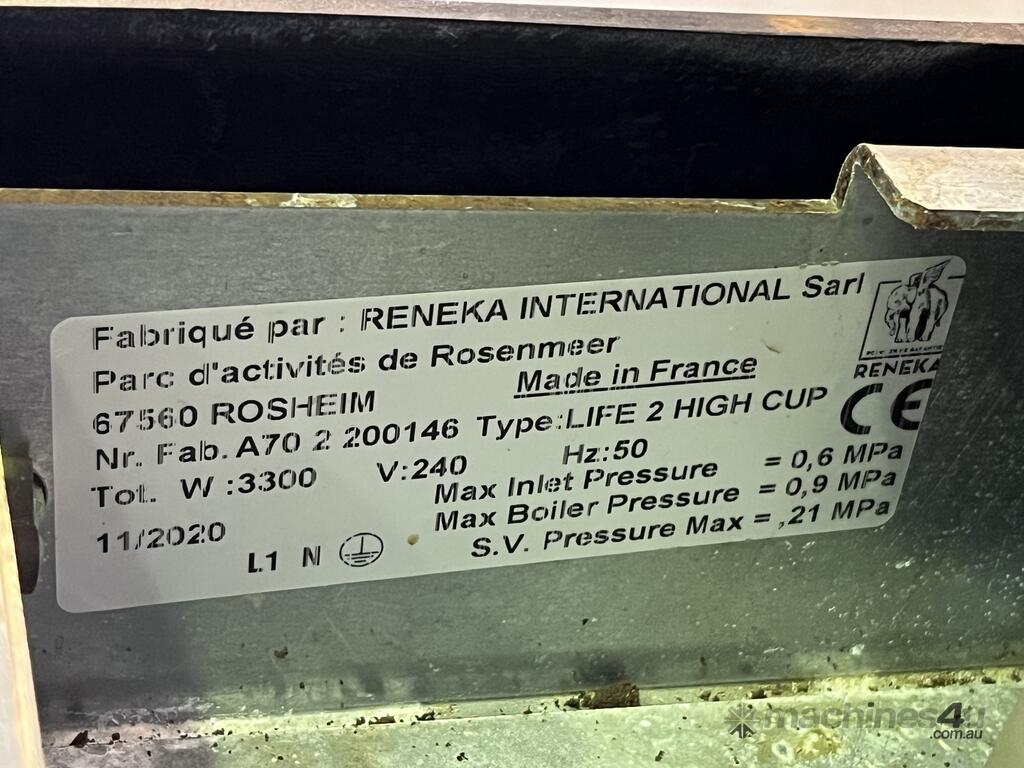 Fabriqué par : RENEKA INTERNATIONAL Sarl
Parc d'activités de Rosenmeer
67560 ROSHEIM Made in France
RENEKA
CE
Nr. Fab. A70 2 200146 Type:LIFE 2 HIGH CUP
Tot. W :3300 V:240 Hz:50
Max Inlet Pressure = 0,6 MPa
Max Boiler Pressure = 0,9 MPa
11/2020
L1 N
S.V. Pressure Max = ,21 MPa
machines4u
.com.au